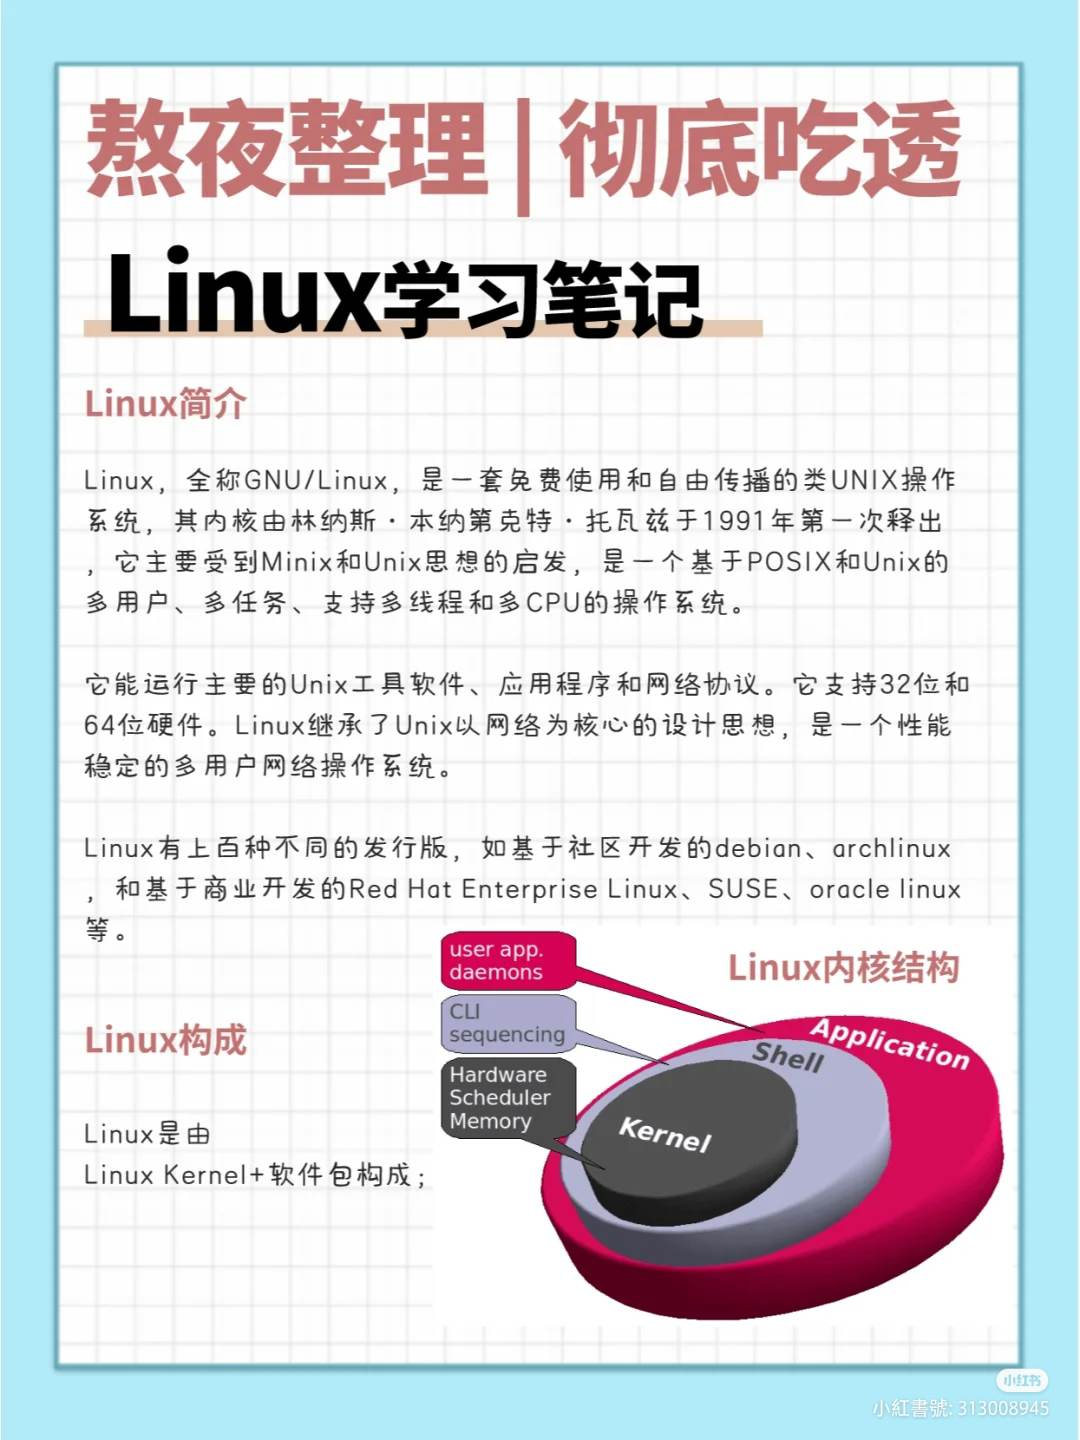 熬夜整理|彻底吃透
Linux学习笔记
Linux简介
Linux，全称GNU/Linux，是一套免费使用和自由传播的类UNIX操作
系统，其内核由林纳斯·本纳第克特·托瓦兹于1991年第一次释出
，它主要受到Minix和Unix思想的启发，是一个基于POSIX和Unix的
多用户、多任务、支持多线程和多CPU的操作系统。
它能运行主要的Unix工具软件、应用程序和网络协议。它支持32位和
64位硬件。Linux继承了Unix以网络为核心的设计思想，是一个性能
稳定的多用户网络操作系统。
Linux有上百种不同的发行版，如基于社区开发的debian、archlinux
，和基于商业开发的Red Hat Enterprise Linux、SUSE、oracle linux
等。
Linux构成
Linux是由
Linux Kernel+软件包构成；
Linux内核结构
user app.
daemons
CLI
sequencing
Hardware
Scheduler
Memory
Application
Shell
Kernel
小红书
小紅書號: 313008945